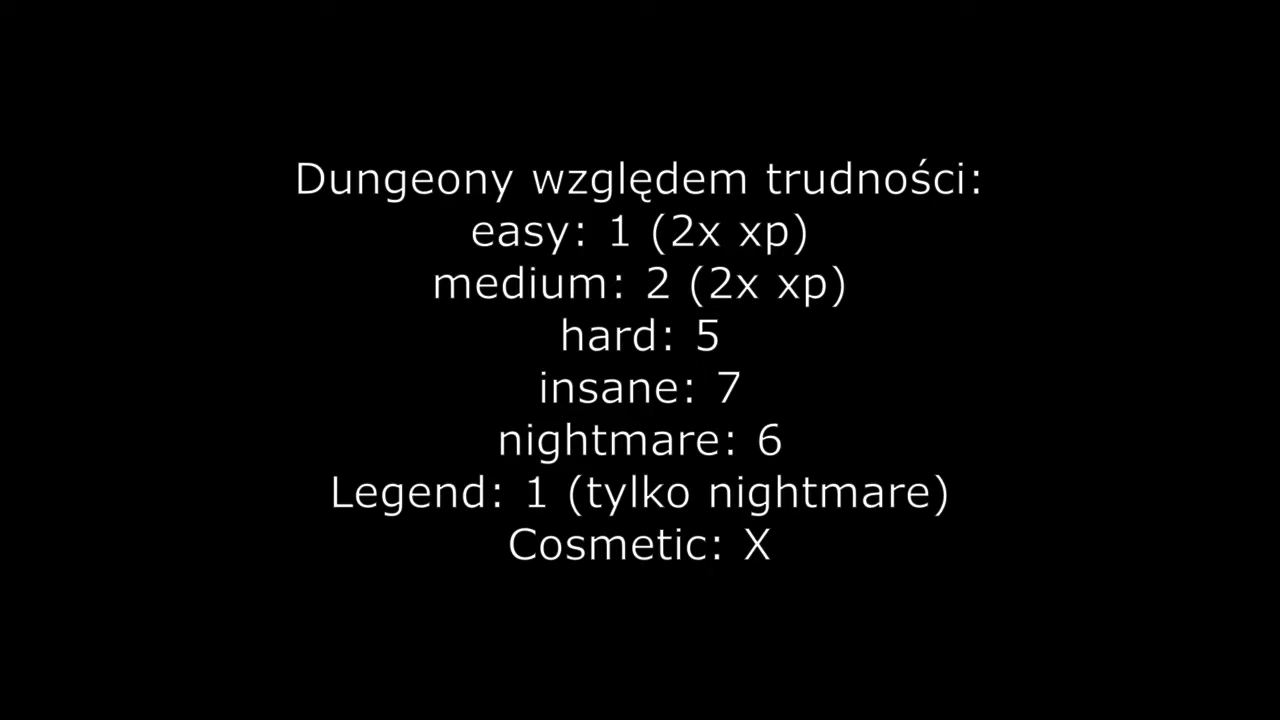 Dungeony względem trudności:
easy: 1 (2x xp)
medium: 2 (2x xp)
hard: 5
insane: 7
nightmare: 6
Legend: 1 (tylko nightmare)
Cosmetic: X